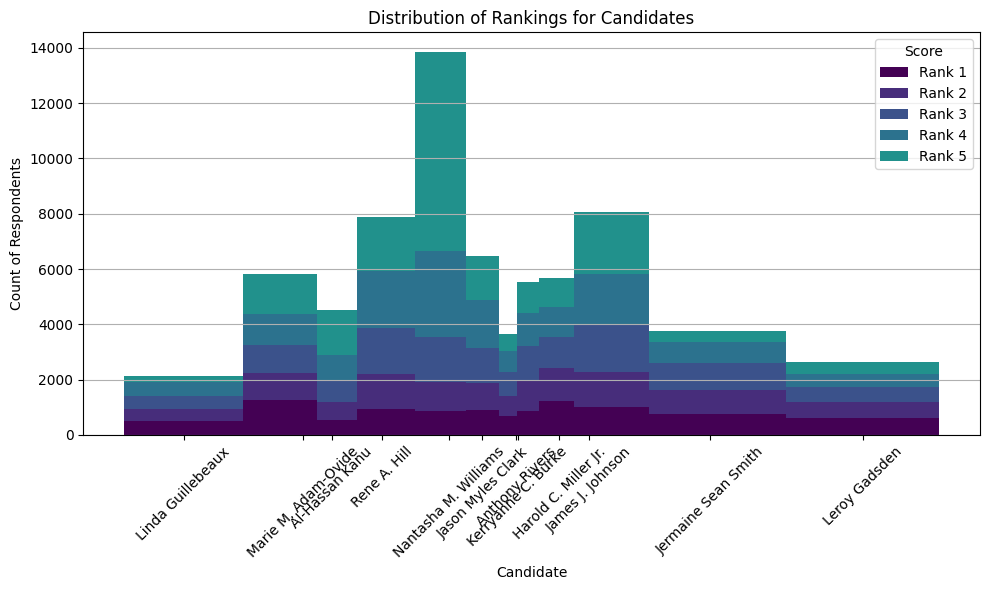 Distribution of Rankings for Candidates
Score
Rank 1
Rank 2
Rank 3
Rank 4
Rank 5
Count of Respondents
14000
12000
10000
8000
6000
4000
2000
0
Linda Guillebeaux
Marie M. Adam-Ovide
Al-Hassan Kanu
Rene A. Hill
Nantasha M. Williams
Jason Myles Clark
Anthony Rivers
Kerryanne C. Burke
Harold C. Miller Jr.
James J. Johnson
Jermaine Sean Smith
Leroy Gadsden
Candidate